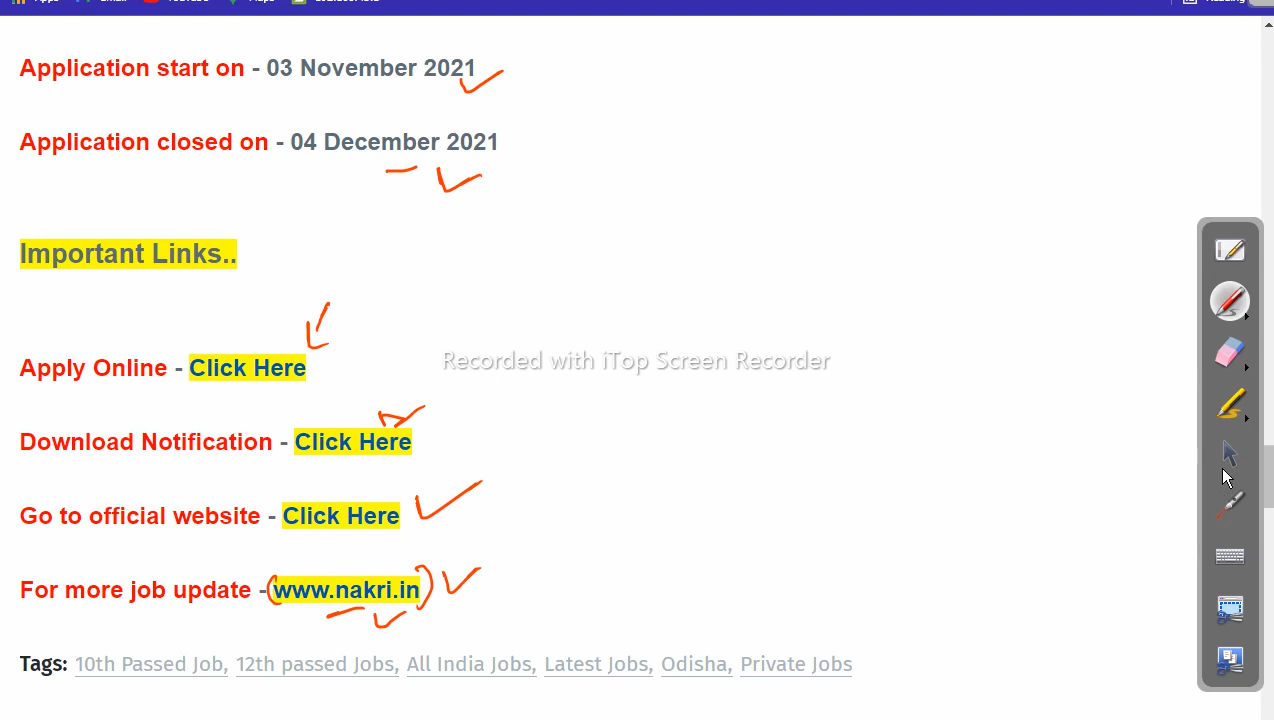 Application start on - 03 November 2021
Application closed on - 04 December 2021
Important Links..
Apply Online - Click Here
Recorded with iTop Screen Recorder
Download Notification - Click Here
Go to official website - Click Here
For more job update - www.nakri.in
Tags: 10th Passed Job, 12th passed Jobs, All India Jobs, Latest Jobs, Odisha, Private Jobs